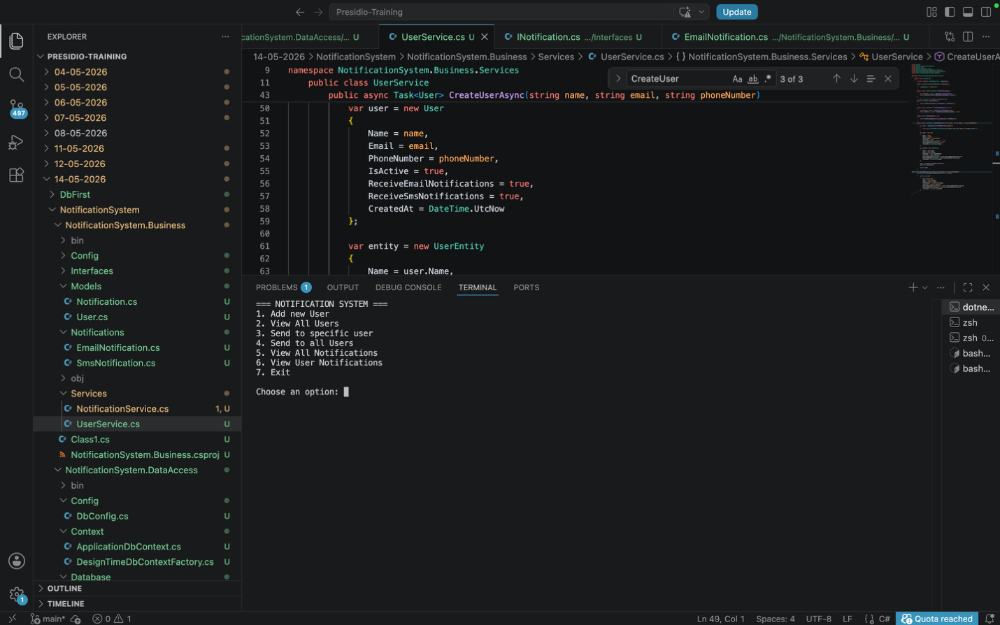 Presidio-Training
Update
EXPLORER
PRESIDIO-TRAINING
04-05-2026
05-05-2026
06-05-2026
07-05-2026
08-05-2026
11-05-2026
12-05-2026
14-05-2026
DbFirst
NotificationSystem
NotificationSystem.Business
bin
Config
Interfaces
Models
Notification.cs U
User.cs U
Notifications
EmailNotification.cs U
SmsNotification.cs U
obj
Services
NotificationService.cs 1, U
UserService.cs U
Class1.cs U
NotificationSystem.Business.csproj U
NotificationSystem.DataAccess
bin
Config
DbConfig.cs U
Context
ApplicationDbContext.cs U
DesignTimeDbContextFactory.cs U
Database
OUTLINE
TIMELINE
497
1
cationSystem.DataAccess/... U
UserService.cs U
INotification.cs .../Interfaces U
EmailNotification.cs .../NotificationSystem.Business/... U
14-05-2026 > NotificationSystem > NotificationSystem.Business > Services > UserService.cs > { } NotificationSystem.Business.Services > UserService > CreateUserA
CreateUser Aa ab .* 3 of 3
9 namespace NotificationSystem.Business.Services
11 public class UserService
43 public async Task<User> CreateUserAsync(string name, string email, string phoneNumber)
50 var user = new User
51 {
52 Name = name,
53 Email = email,
54 PhoneNumber = phoneNumber,
55 IsActive = true,
56 ReceiveEmailNotifications = true,
57 ReceiveSmsNotifications = true,
58 CreatedAt = DateTime.UtcNow
59 };
60
61 var entity = new UserEntity
62 {
63 Name = user.Name,
PROBLEMS 1 OUTPUT DEBUG CONSOLE TERMINAL PORTS
=== NOTIFICATION SYSTEM ===
1. Add new User
2. View All Users
3. Send to specific user
4. Send to all Users
5. View All Notifications
6. View User Notifications
7. Exit
Choose an option:
dotne...
zsh
zsh 0...
bash...
bash...
main* 0 1
Ln 49, Col 1 Spaces: 4 UTF-8 LF { } C# Quota reached